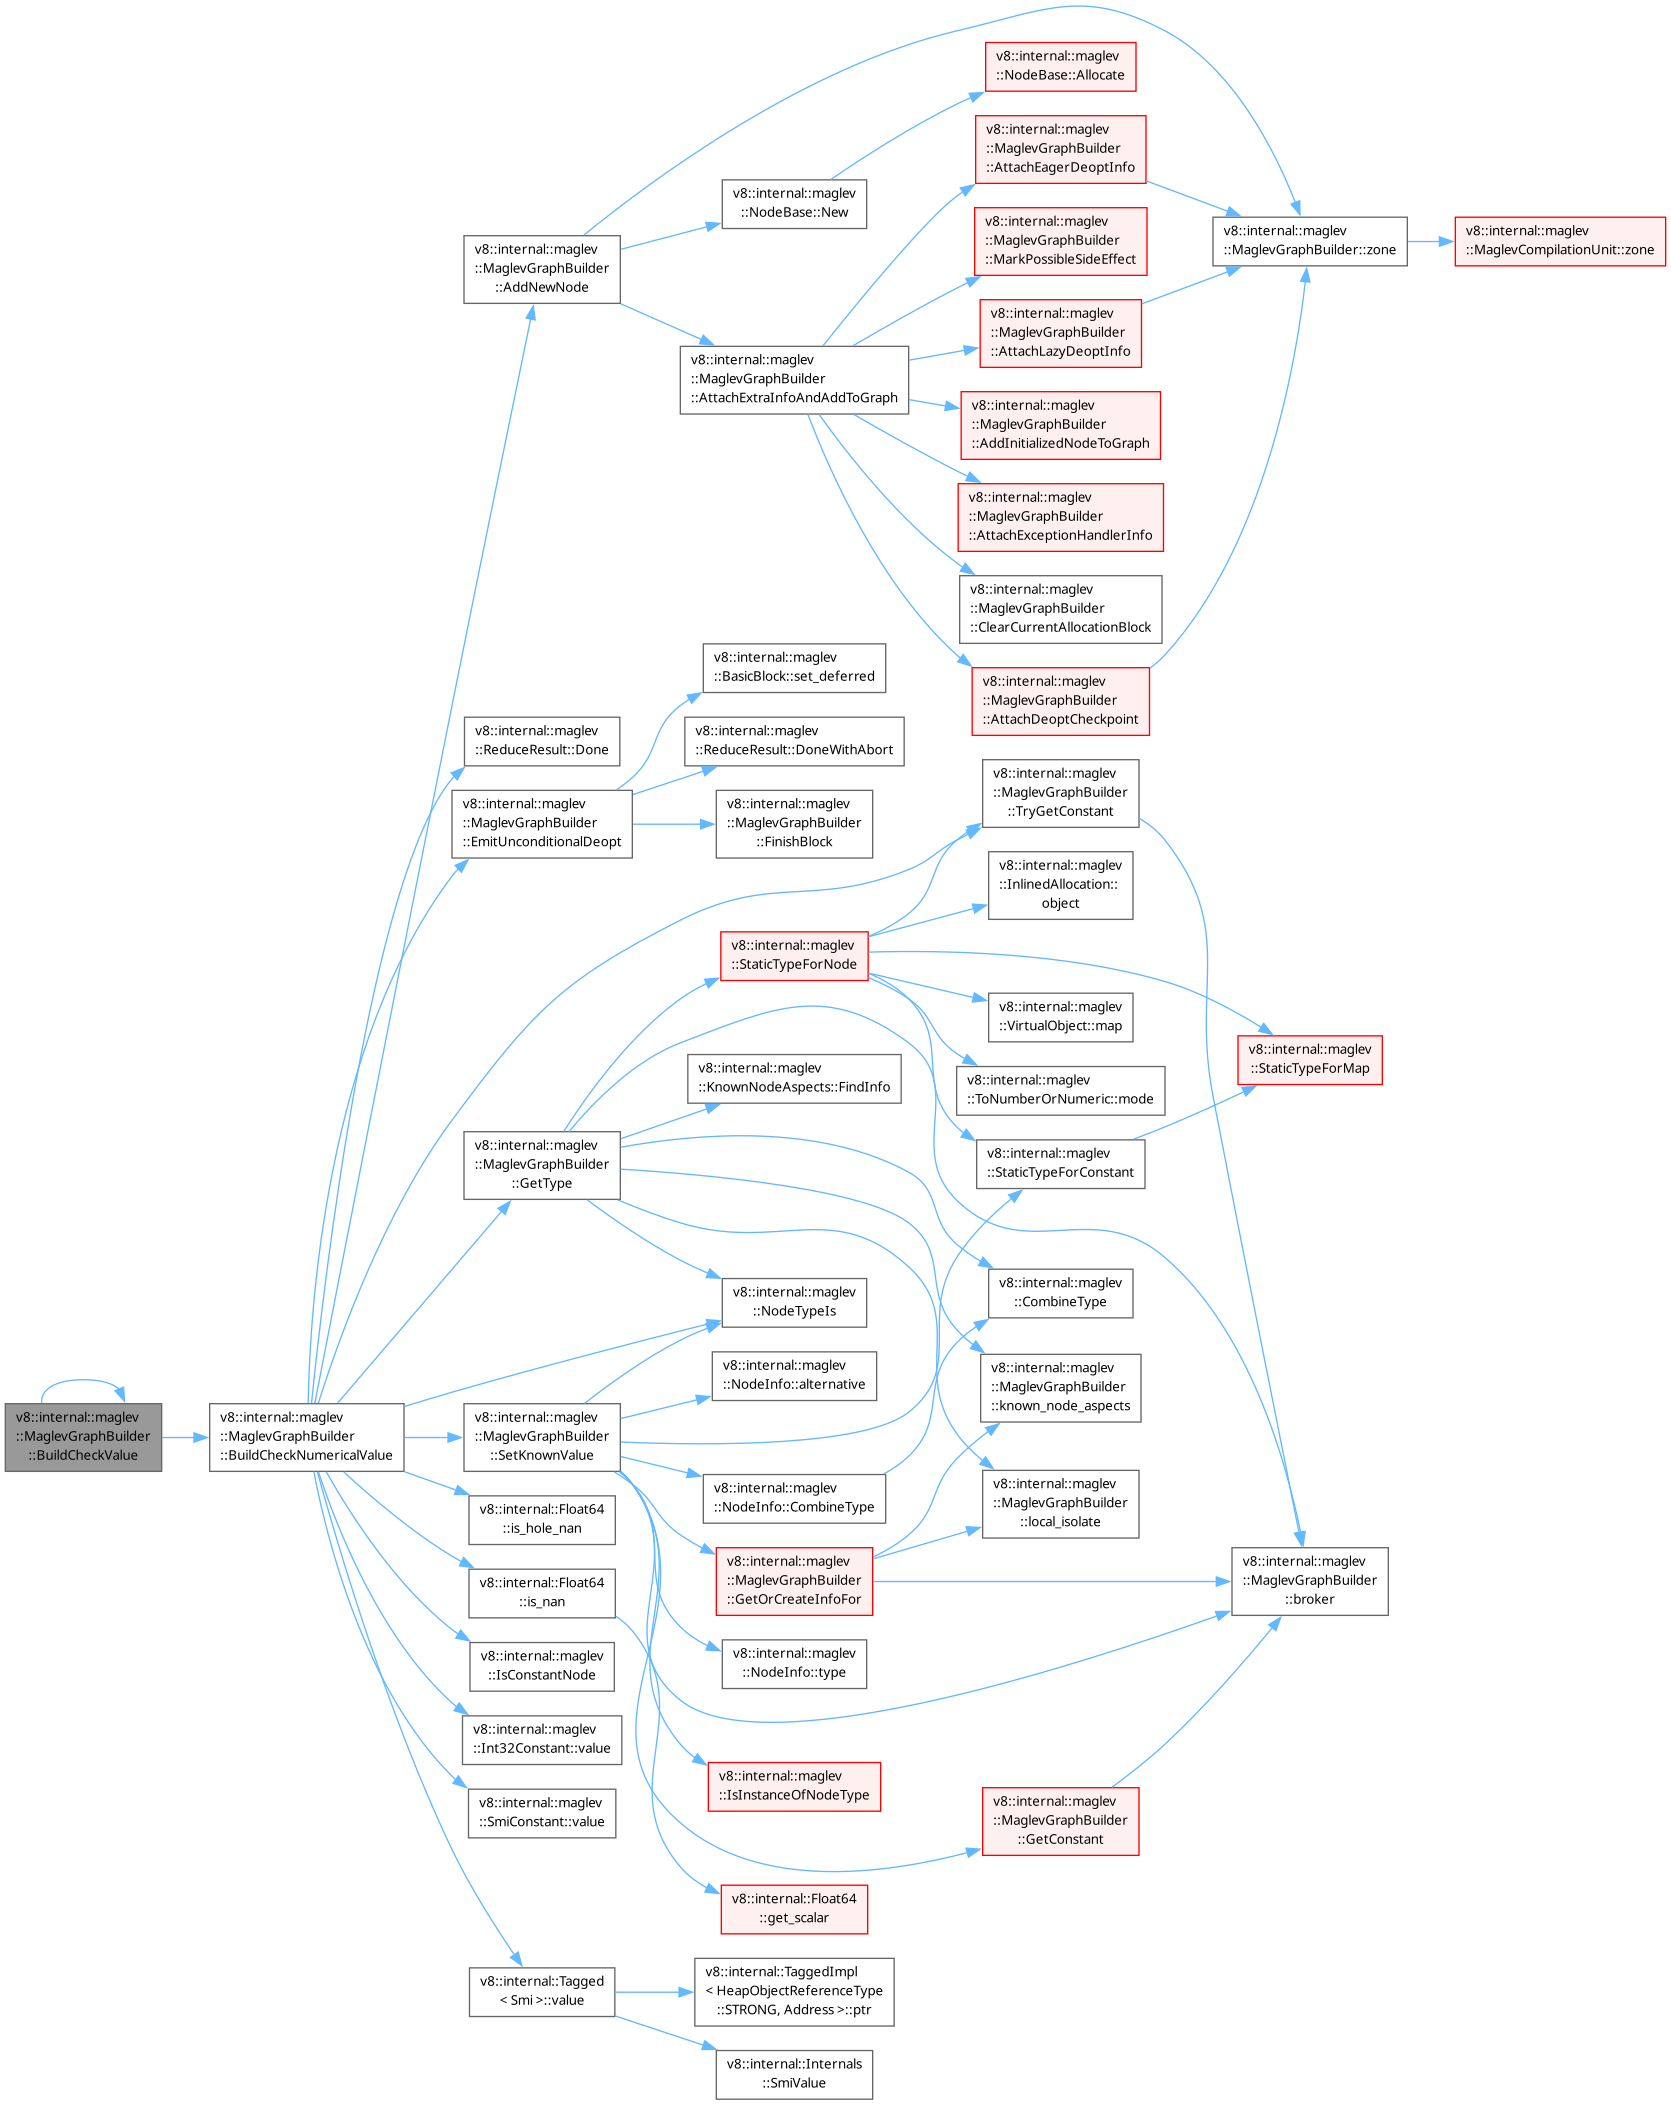 v8::internal::maglev
::NodeBase::Allocate
v8::internal::maglev
::MaglevGraphBuilder
::AttachEagerDeoptInfo
v8::internal::maglev
::NodeBase::New
v8::internal::maglev
::MaglevGraphBuilder
::MarkPossibleSideEffect
v8::internal::maglev
::MaglevGraphBuilder::zone
v8::internal::maglev
::MaglevCompilationUnit::zone
v8::internal::maglev
::MaglevGraphBuilder
::AddNewNode
v8::internal::maglev
::MaglevGraphBuilder
::AttachLazyDeoptInfo
v8::internal::maglev
::MaglevGraphBuilder
::AttachExtraInfoAndAddToGraph
v8::internal::maglev
::MaglevGraphBuilder
::AddInitializedNodeToGraph
v8::internal::maglev
::MaglevGraphBuilder
::AttachExceptionHandlerInfo
v8::internal::maglev
::MaglevGraphBuilder
::ClearCurrentAllocationBlock
v8::internal::maglev
::BasicBlock::set_deferred
v8::internal::maglev
::MaglevGraphBuilder
::AttachDeoptCheckpoint
v8::internal::maglev
::ReduceResult::Done
v8::internal::maglev
::ReduceResult::DoneWithAbort
v8::internal::maglev
::MaglevGraphBuilder
::TryGetConstant
v8::internal::maglev
::MaglevGraphBuilder
::EmitUnconditionalDeopt
v8::internal::maglev
::MaglevGraphBuilder
::FinishBlock
v8::internal::maglev
::InlinedAllocation::
object
v8::internal::maglev
::StaticTypeForNode
v8::internal::maglev
::VirtualObject::map
v8::internal::maglev
::StaticTypeForMap
v8::internal::maglev
::KnownNodeAspects::FindInfo
v8::internal::maglev
::ToNumberOrNumeric::mode
v8::internal::maglev
::MaglevGraphBuilder
::GetType
v8::internal::maglev
::StaticTypeForConstant
v8::internal::maglev
::NodeTypeIs
v8::internal::maglev
::CombineType
v8::internal::maglev
::NodeInfo::alternative
v8::internal::maglev
::MaglevGraphBuilder
::known_node_aspects
v8::internal::maglev
::MaglevGraphBuilder
::BuildCheckValue
v8::internal::maglev
::MaglevGraphBuilder
::BuildCheckNumericalValue
v8::internal::maglev
::MaglevGraphBuilder
::SetKnownValue
v8::internal::maglev
::NodeInfo::CombineType
v8::internal::maglev
::MaglevGraphBuilder
::local_isolate
v8::internal::Float64
::is_hole_nan
v8::internal::maglev
::MaglevGraphBuilder
::GetOrCreateInfoFor
v8::internal::maglev
::MaglevGraphBuilder
::broker
v8::internal::Float64
::is_nan
v8::internal::maglev
::IsConstantNode
v8::internal::maglev
::NodeInfo::type
v8::internal::maglev
::Int32Constant::value
v8::internal::maglev
::IsInstanceOfNodeType
v8::internal::maglev
::SmiConstant::value
v8::internal::maglev
::MaglevGraphBuilder
::GetConstant
v8::internal::Float64
::get_scalar
v8::internal::Tagged
< Smi >::value
v8::internal::TaggedImpl
< HeapObjectReferenceType
::STRONG, Address >::ptr
v8::internal::Internals
::SmiValue